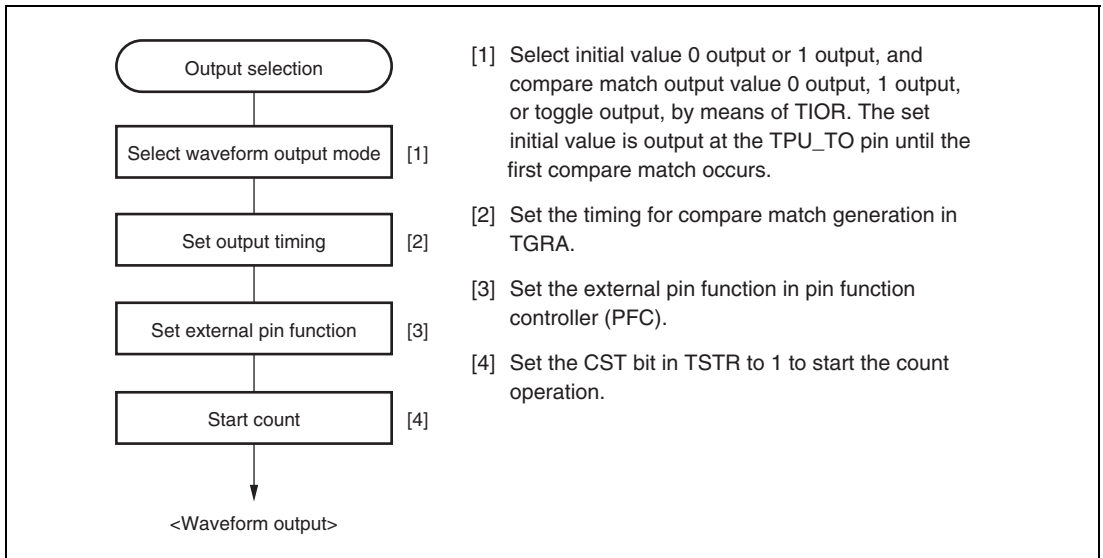 Output selection
Select waveform output mode [1]
Set output timing [2]
Set external pin function [3]
Start count [4]
<Waveform output>
[1] Select initial value 0 output or 1 output, and
compare match output value 0 output, 1 output,
or toggle output, by means of TIOR. The set
initial value is output at the TPU_TO pin until the
first compare match occurs.
[2] Set the timing for compare match generation in
TGRA.
[3] Set the external pin function in pin function
controller (PFC).
[4] Set the CST bit in TSTR to 1 to start the count
operation.